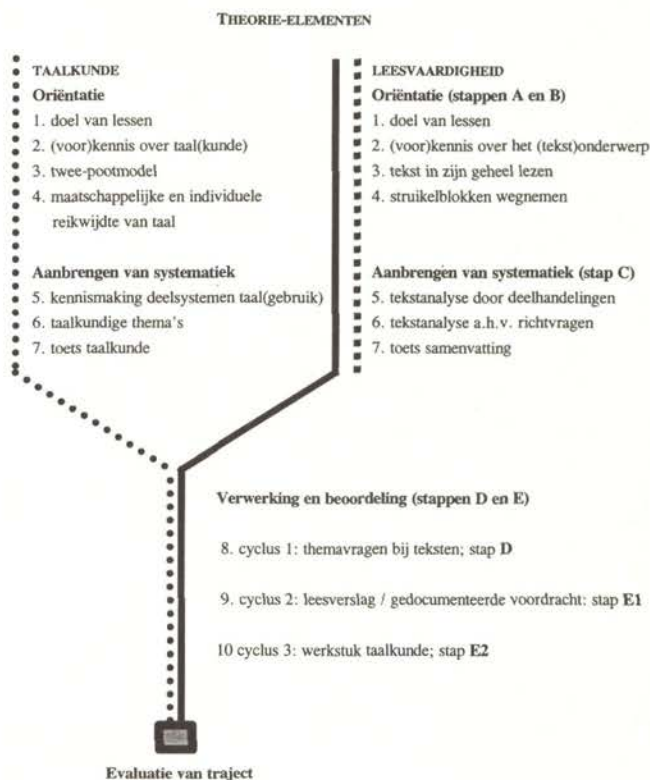 THEORIE-ELEMENTEN
TAALKUNDE
Oriëntatie
1. doel van lessen
2. (voor)kennis over taal(kunde)
3. twee-pootmodel
4. maatschappelijke en individuele
reikwijdte van taal
Aanbrengen van systematiek
5. kennismaking deelsystemen taal(gebruik)
6. taalkundige thema's
7. toets taalkunde
LEESVAARDIGHEID
Oriëntatie (stappen A en B)
1. doel van lessen
2. (voor)kennis over het (tekst)onderwerp
3. tekst in zijn geheel lezen
4. struikelblokken wegnemen
Aanbrengen van systematiek (stap C)
5. tekstanalyse door deelhandelingen
6. tekstanalyse a.h.v. richtvragen
7. toets samenvatting
Verwerking en beoordeling (stappen D en E)
8. cyclus 1: themavragen bij teksten; stap D
9. cyclus 2: leesverslag / gedocumenteerde voordracht: stap E1
10 cyclus 3: werkstuk taalkunde; stap E2
Evaluatie van traject